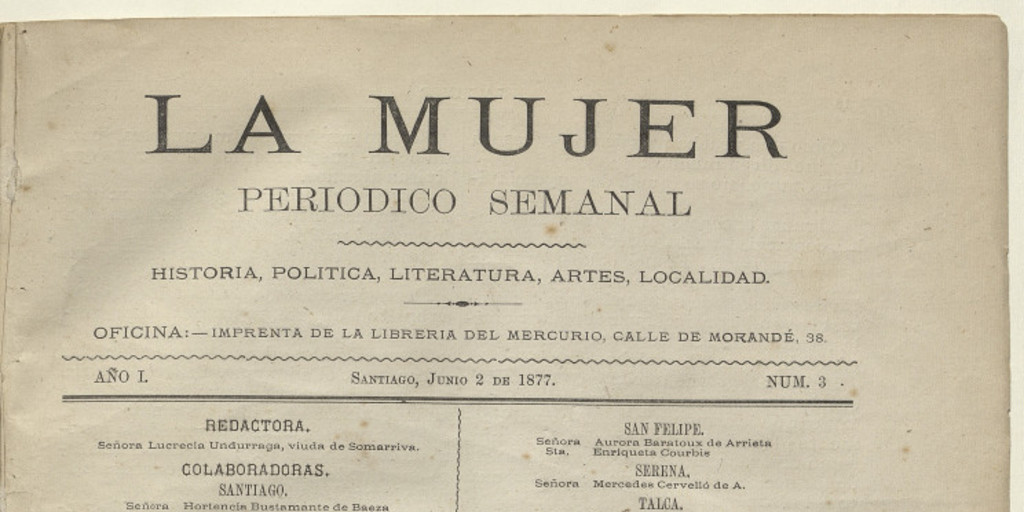 LA MUJER
PERIODICO SEMANAL
HISTORIA, POLITICA, LITERATURA, ARTES, LOCALIDAD.
OFICINA:—IMPRENTA DE LA LIBRERIA DEL MERCURIO, CALLE DE MORANDÉ, 38.
AÑO I. SANTIAGO, JUNIO 2 DE 1877. NUM. 3
REDACTORA.
Señora Lucrecia Undurraga, viuda de Somarriva.
COLABORADORAS.
SANTIAGO.
Señora Hortencia Bustamante de Baeza
SAN FELIPE.
Señora Aurora Baratoux de Arrieta
Sta. Enriqueta Courbis
SERENA.
Señora Mercedes Cervelló de A.
TALCA.